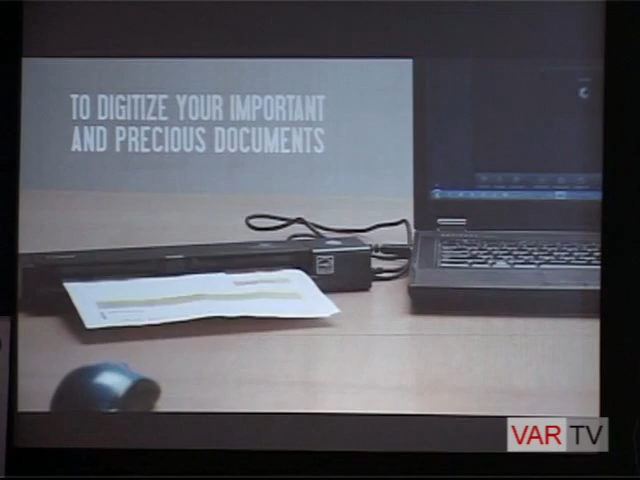 TO DIGITIZE YOUR IMPORTANT
AND PRECIOUS DOCUMENTS
VAR TV